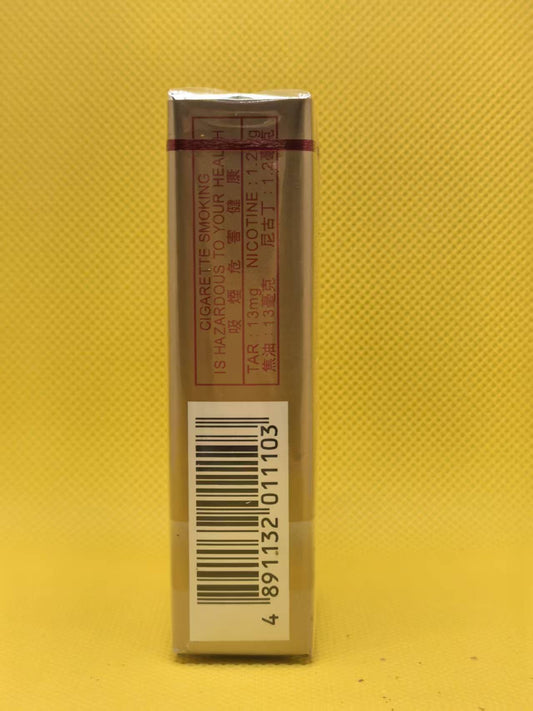 CIGARETTE SMOKING
IS HAZARDOUS TO YOUR HEALTH
吸煙危害健康
TAR : 13mg NICOTINE : 1.2mg
焦油 : 13毫克 尼古丁 : 1.2毫克
4 891132 011103